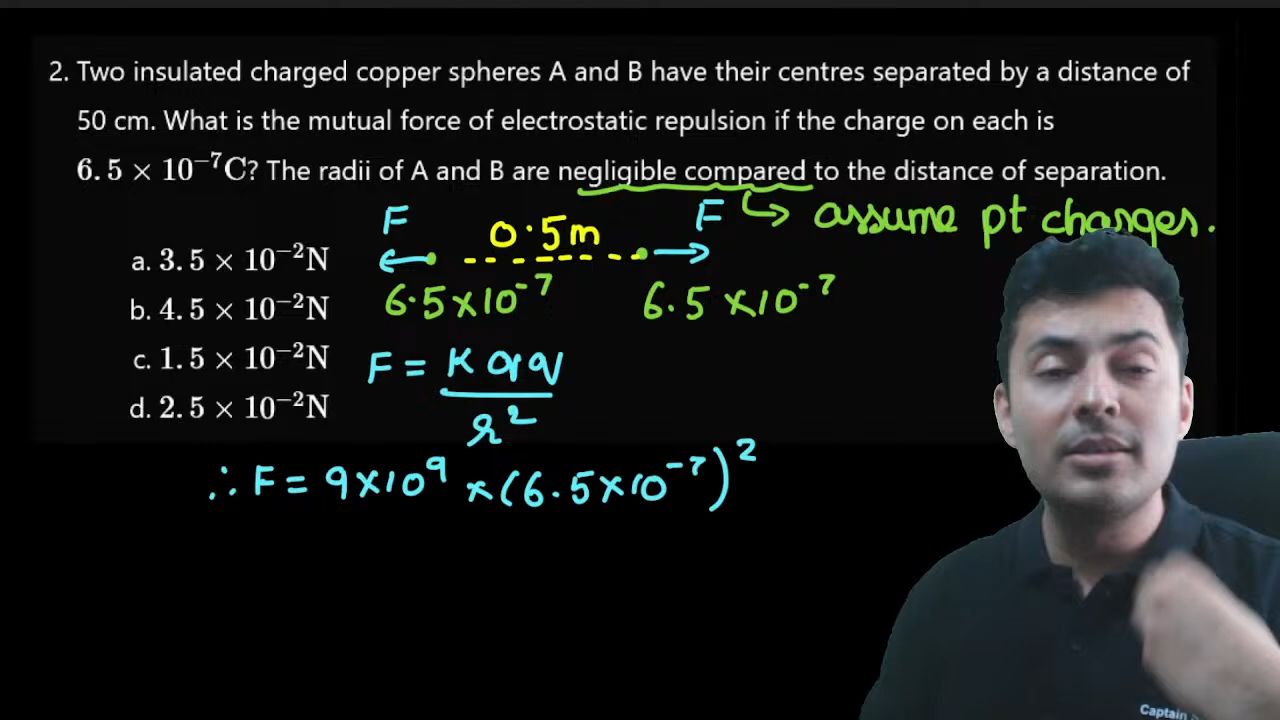 2. Two insulated charged copper spheres A and B have their centres separated by a distance of
50 cm. What is the mutual force of electrostatic repulsion if the charge on each is
6.5 × 10⁻⁷C? The radii of A and B are negligible compared to the distance of separation.
F 0.5m F → assume pt charges.
a. 3.5 × 10⁻²N
6.5×10⁻⁷ 6.5×10⁻⁷
b. 4.5 × 10⁻²N
c. 1.5 × 10⁻²N
F = K q q / r²
d. 2.5 × 10⁻²N
∴ F = 9×10⁹ × (6.5×10⁻⁷)²
Captain